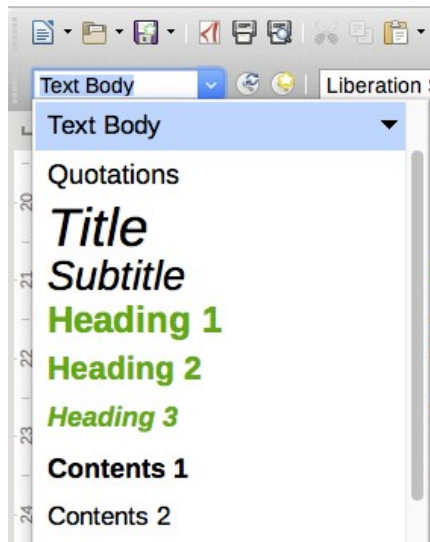 Text Body
Liberation S
Text Body
Quotations
Title
Subtitle
Heading 1
Heading 2
Heading 3
Contents 1
Contents 2
20
21
22
23
24